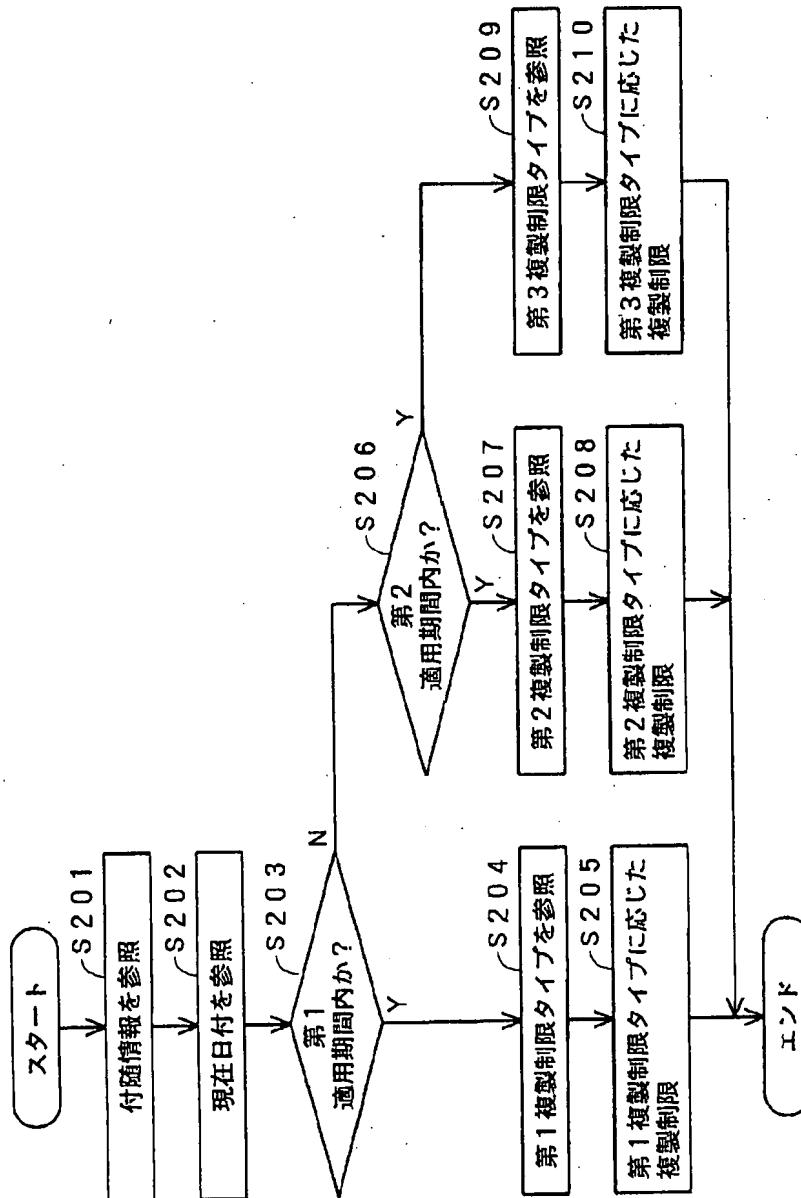 スタート
S201
付随情報を参照
S202
現在日付を参照
S203
第1
適用期間内か?
N
Y
S204
第1複製制限タイプを参照
S205
第1複製制限タイプに応じた
複製制限
S206
第2
適用期間内か?
Y
Y
S207
第2複製制限タイプを参照
S208
第2複製制限タイプに応じた
複製制限
S209
第3複製制限タイプを参照
S210
第3複製制限タイプに応じた
複製制限
エンド